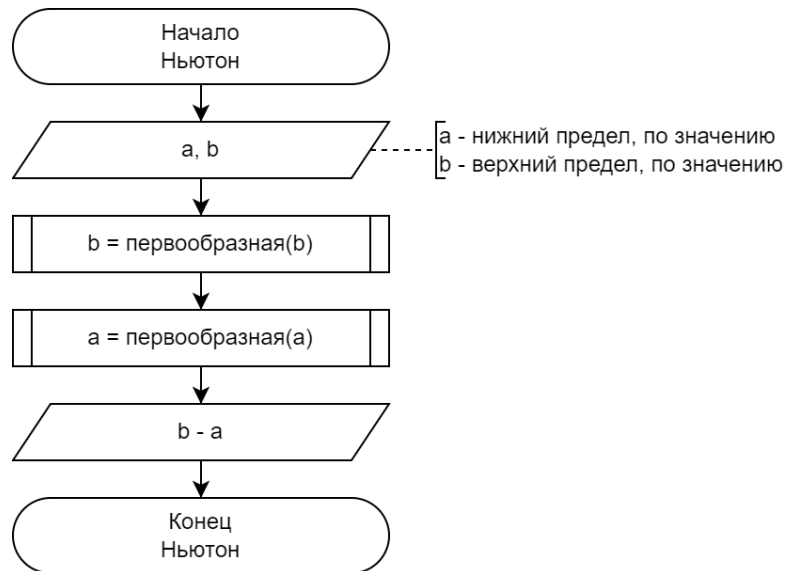 Начало
Ньютон
a, b
a - нижний предел, по значению
b - верхний предел, по значению
b = первообразная(b)
a = первообразная(a)
b - a
Конец
Ньютон